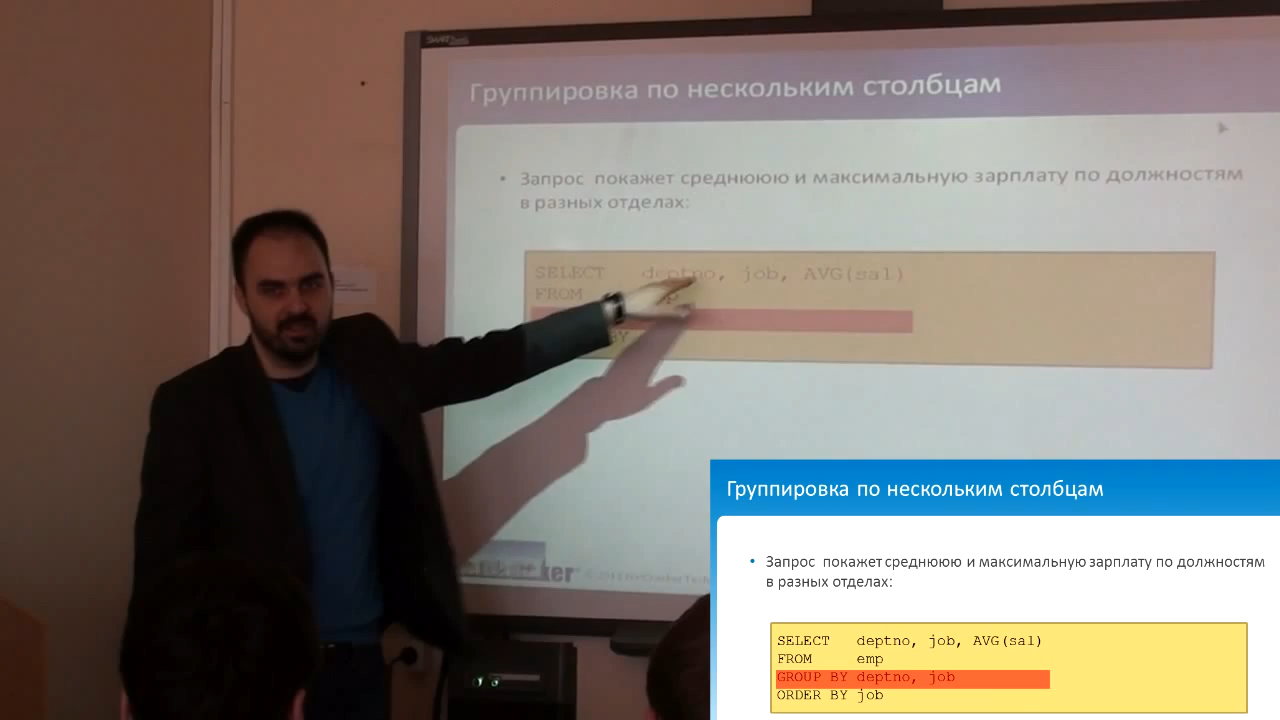 SMART
Группировка по нескольким столбцам
• Запрос покажет среднююю и максимальную зарплату по должностям
в разных отделах:
SELECT deptno, job, AVG(sal)
FROM
BY
Группировка по нескольким столбцам
• Запрос покажет среднююю и максимальную зарплату по должностям
в разных отделах:
SELECT deptno, job, AVG(sal)
FROM emp
GROUP BY deptno, job
ORDER BY job